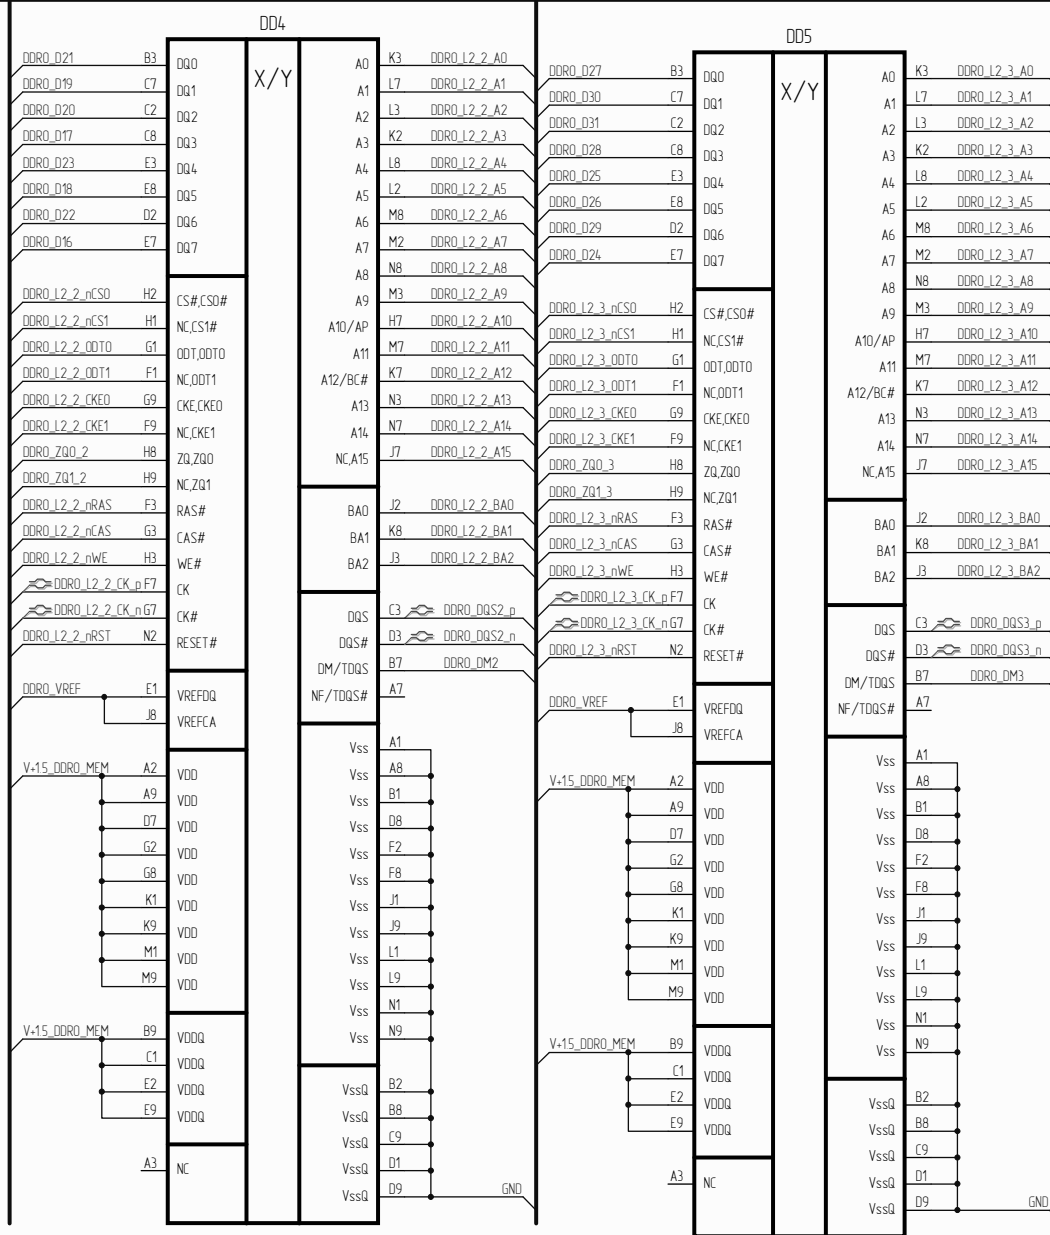 DD4
X/Y
DDR0_D21 B3 DQ0
DDR0_D19 C7 DQ1
DDR0_D20 C2 DQ2
DDR0_D17 C8 DQ3
DDR0_D23 E3 DQ4
DDR0_D18 E8 DQ5
DDR0_D22 D2 DQ6
DDR0_D16 E7 DQ7
DDR0_L2_2_nCS0 H2 CS#,CS0#
DDR0_L2_2_nCS1 H1 NC,CS1#
DDR0_L2_2_ODT0 G1 ODT,ODT0
DDR0_L2_2_ODT1 F1 NC,ODT1
DDR0_L2_2_CKE0 G9 CKE,CKE0
DDR0_L2_2_CKE1 F9 NC,CKE1
DDR0_ZQ0_2 H8 ZQ,ZQ0
DDR0_ZQ1_2 H9 NC,ZQ1
DDR0_L2_2_nRAS F3 RAS#
DDR0_L2_2_nCAS G3 CAS#
DDR0_L2_2_nWE H3 WE#
DDR0_L2_2_CK_p F7 CK
DDR0_L2_2_CK_n G7 CK#
DDR0_L2_2_nRST N2 RESET#
DDR0_VREF E1 VREFDQ
J8 VREFCA
V+1.5_DDR0_MEM A2 VDD
A9 VDD
D7 VDD
G2 VDD
G8 VDD
K1 VDD
K9 VDD
M1 VDD
M9 VDD
V+1.5_DDR0_MEM B9 VDDQ
C1 VDDQ
E2 VDDQ
E9 VDDQ
A3 NC
A0 K3 DDR0_L2_2_A0
A1 L7 DDR0_L2_2_A1
A2 L3 DDR0_L2_2_A2
A3 K2 DDR0_L2_2_A3
A4 L8 DDR0_L2_2_A4
A5 L2 DDR0_L2_2_A5
A6 M8 DDR0_L2_2_A6
A7 M2 DDR0_L2_2_A7
A8 N8 DDR0_L2_2_A8
A9 M3 DDR0_L2_2_A9
A10/AP H7 DDR0_L2_2_A10
A11 M7 DDR0_L2_2_A11
A12/BC# K7 DDR0_L2_2_A12
A13 N3 DDR0_L2_2_A13
A14 N7 DDR0_L2_2_A14
NC,A15 J7 DDR0_L2_2_A15
BA0 J2 DDR0_L2_2_BA0
BA1 K8 DDR0_L2_2_BA1
BA2 J3 DDR0_L2_2_BA2
DQS C3 DDR0_DQS2_p
DQS# D3 DDR0_DQS2_n
DM/TDQS B7 DDR0_DM2
NF/TDQS# A7
Vss A1
Vss A8
Vss B1
Vss D8
Vss F2
Vss F8
Vss J1
Vss J9
Vss L1
Vss L9
Vss N1
Vss N9
VssQ B2
VssQ B8
VssQ C9
VssQ D1
VssQ D9 GND
DD5
X/Y
DDR0_D27 B3 DQ0
DDR0_D30 C7 DQ1
DDR0_D31 C2 DQ2
DDR0_D28 C8 DQ3
DDR0_D25 E3 DQ4
DDR0_D26 E8 DQ5
DDR0_D29 D2 DQ6
DDR0_D24 E7 DQ7
DDR0_L2_3_nCS0 H2 CS#,CS0#
DDR0_L2_3_nCS1 H1 NC,CS1#
DDR0_L2_3_ODT0 G1 ODT,ODT0
DDR0_L2_3_ODT1 F1 NC,ODT1
DDR0_L2_3_CKE0 G9 CKE,CKE0
DDR0_L2_3_CKE1 F9 NC,CKE1
DDR0_ZQ0_3 H8 ZQ,ZQ0
DDR0_ZQ1_3 H9 NC,ZQ1
DDR0_L2_3_nRAS F3 RAS#
DDR0_L2_3_nCAS G3 CAS#
DDR0_L2_3_nWE H3 WE#
DDR0_L2_3_CK_p F7 CK
DDR0_L2_3_CK_n G7 CK#
DDR0_L2_3_nRST N2 RESET#
DDR0_VREF E1 VREFDQ
J8 VREFCA
V+1.5_DDR0_MEM A2 VDD
A9 VDD
D7 VDD
G2 VDD
G8 VDD
K1 VDD
K9 VDD
M1 VDD
M9 VDD
V+1.5_DDR0_MEM B9 VDDQ
C1 VDDQ
E2 VDDQ
E9 VDDQ
A3 NC
A0 K3 DDR0_L2_3_A0
A1 L7 DDR0_L2_3_A1
A2 L3 DDR0_L2_3_A2
A3 K2 DDR0_L2_3_A3
A4 L8 DDR0_L2_3_A4
A5 L2 DDR0_L2_3_A5
A6 M8 DDR0_L2_3_A6
A7 M2 DDR0_L2_3_A7
A8 N8 DDR0_L2_3_A8
A9 M3 DDR0_L2_3_A9
A10/AP H7 DDR0_L2_3_A10
A11 M7 DDR0_L2_3_A11
A12/BC# K7 DDR0_L2_3_A12
A13 N3 DDR0_L2_3_A13
A14 N7 DDR0_L2_3_A14
NC,A15 J7 DDR0_L2_3_A15
BA0 J2 DDR0_L2_3_BA0
BA1 K8 DDR0_L2_3_BA1
BA2 J3 DDR0_L2_3_BA2
DQS C3 DDR0_DQS3_p
DQS# D3 DDR0_DQS3_n
DM/TDQS B7 DDR0_DM3
NF/TDQS# A7
Vss A1
Vss A8
Vss B1
Vss D8
Vss F2
Vss F8
Vss J1
Vss J9
Vss L1
Vss L9
Vss N1
Vss N9
VssQ B2
VssQ B8
VssQ C9
VssQ D1
VssQ D9 GND